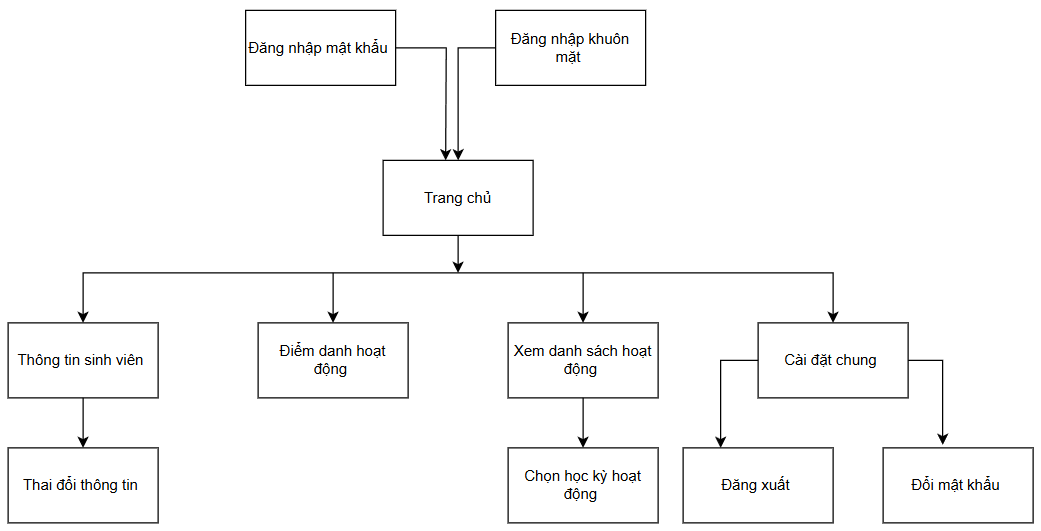 Đăng nhập mật khẩu
Đăng nhập khuôn
mặt
Trang chủ
Thông tin sinh viên
Điểm danh hoạt
động
Xem danh sách hoạt
động
Cài đặt chung
Thai đổi thông tin
Chọn học kỳ hoạt
động
Đăng xuất
Đổi mật khẩu